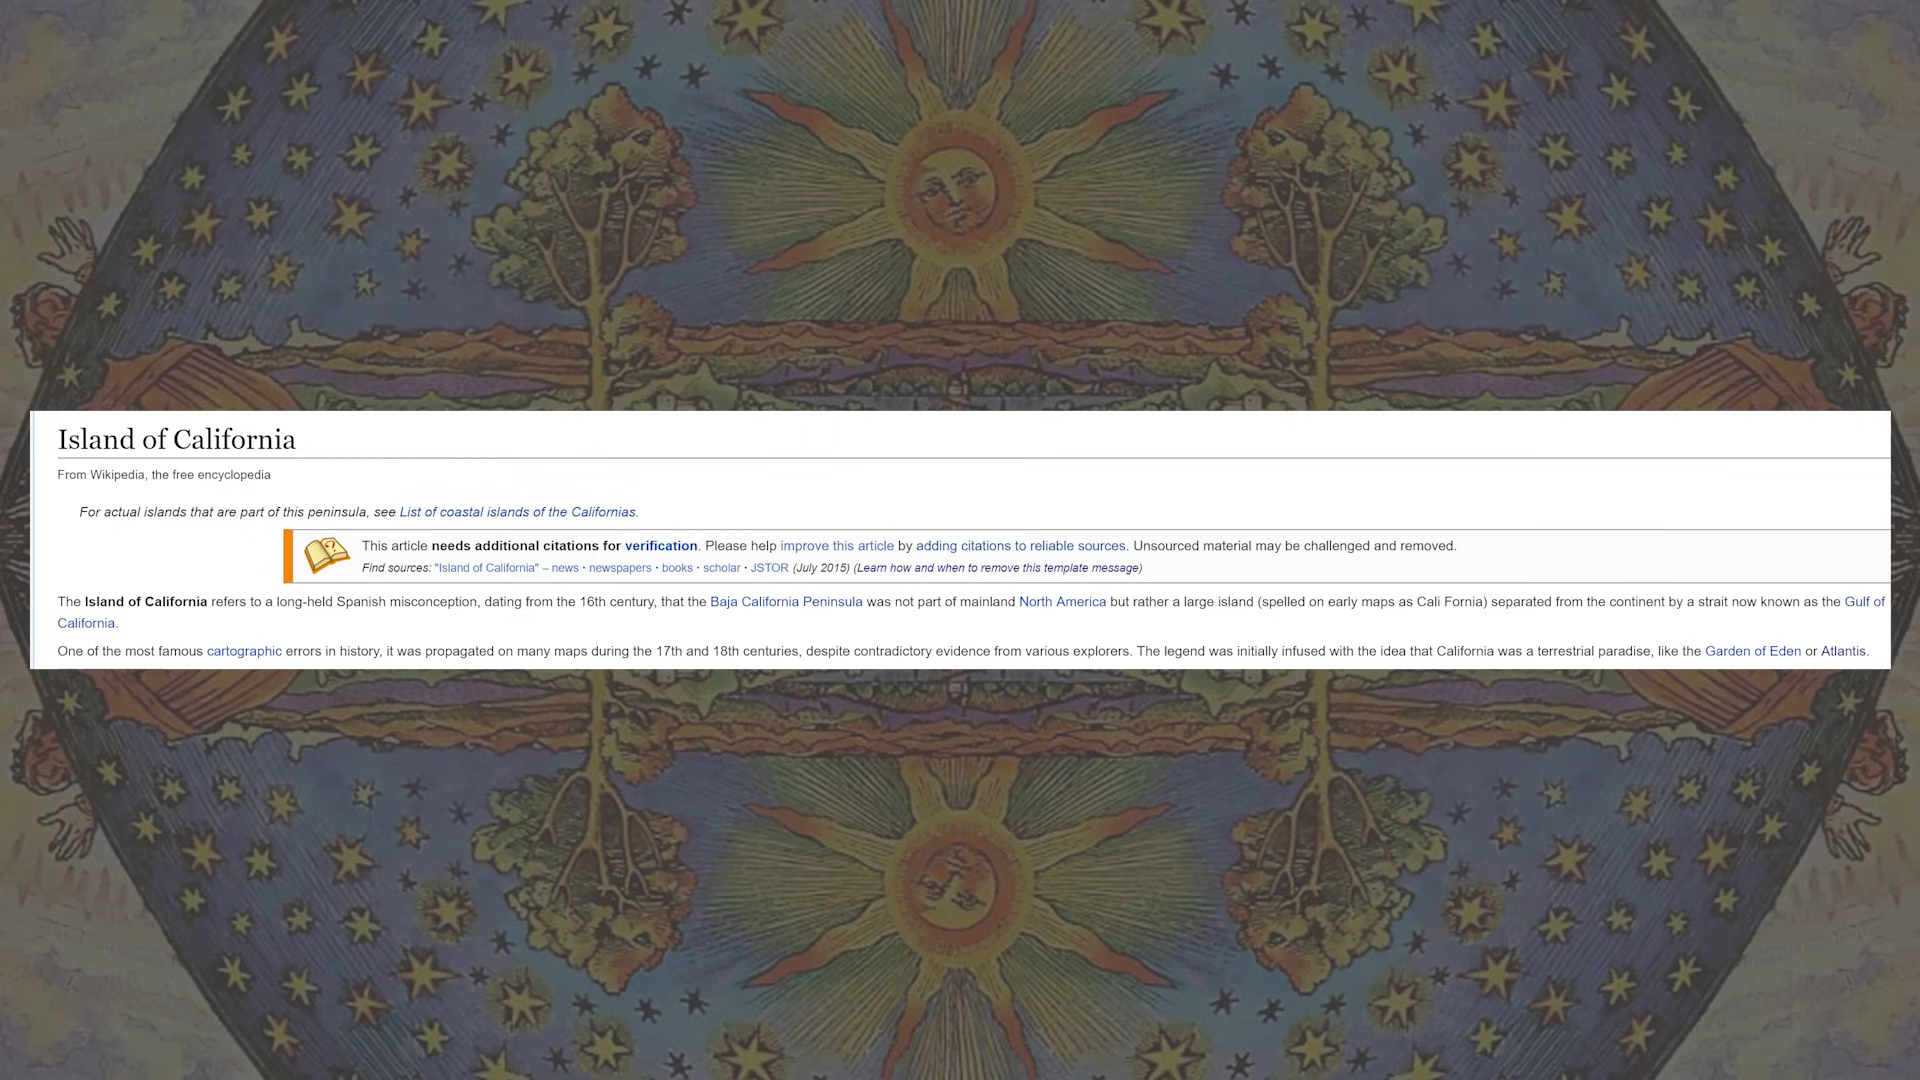 Island of California
From Wikipedia, the free encyclopedia
For actual islands that are part of this peninsula, see List of coastal islands of the Californias.
This article needs additional citations for verification. Please help improve this article by adding citations to reliable sources. Unsourced material may be challenged and removed.
Find sources: "Island of California" – news · newspapers · books · scholar · JSTOR (July 2015) (Learn how and when to remove this template message)
The Island of California refers to a long-held Spanish misconception, dating from the 16th century, that the Baja California Peninsula was not part of mainland North America but rather a large island (spelled on early maps as Cali Fornia) separated from the continent by a strait now known as the Gulf of
California.
One of the most famous cartographic errors in history, it was propagated on many maps during the 17th and 18th centuries, despite contradictory evidence from various explorers. The legend was initially infused with the idea that California was a terrestrial paradise, like the Garden of Eden or Atlantis.